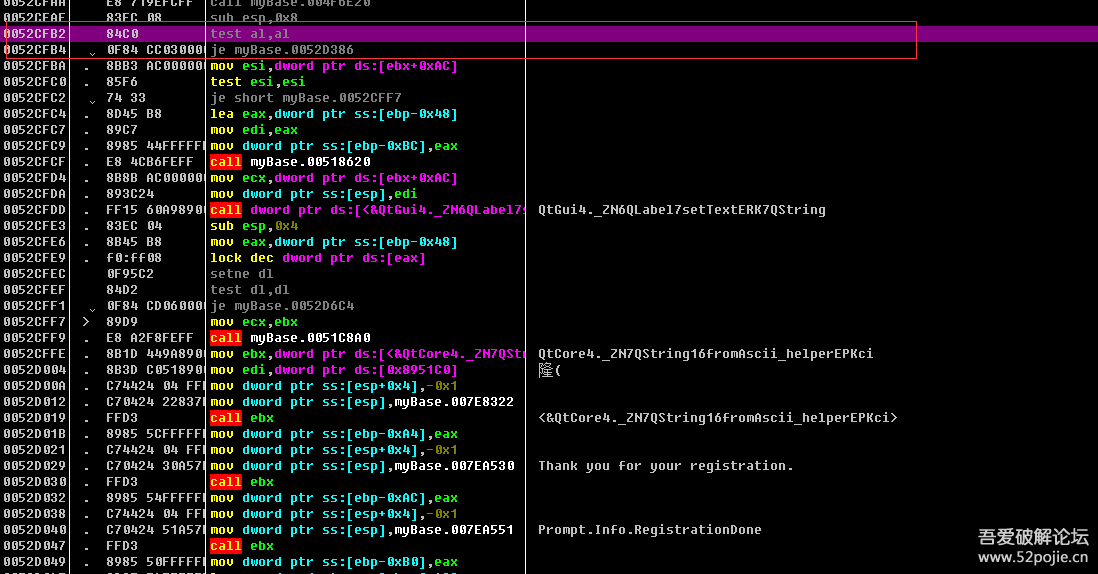 0052CFAA E8 719EFCFF call myBase.004F6E20
0052CFAF 83EC 08 sub esp,0x8
0052CFB2 84C0 test al,al
0052CFB4 0F84 CC030000 je myBase.0052D386
0052CFBA . 8BB3 AC000000 mov esi,dword ptr ds:[ebx+0xAC]
0052CFC0 . 85F6 test esi,esi
0052CFC2 74 33 je short myBase.0052CFF7
0052CFC4 . 8D45 B8 lea eax,dword ptr ss:[ebp-0x48]
0052CFC7 . 89C7 mov edi,eax
0052CFC9 . 8985 44FFFFFF mov dword ptr ss:[ebp-0xBC],eax
0052CFCF . E8 4CB6FEFF call myBase.00518620
0052CFD4 . 8B8B AC000000 mov ecx,dword ptr ds:[ebx+0xAC]
0052CFDA . 893C24 mov dword ptr ss:[esp],edi
0052CFDD . FF15 60A98900 call dword ptr ds:[<&QtGui4._ZN6QLabel7s QtGui4._ZN6QLabel7setTextERK7QString
0052CFE3 . 83EC 04 sub esp,0x4
0052CFE6 . 8B45 B8 mov eax,dword ptr ss:[ebp-0x48]
0052CFE9 . f0:ff08 lock dec dword ptr ds:[eax]
0052CFEC . 0F95C2 setne dl
0052CFEF . 84D2 test dl,dl
0052CFF1 . 0F84 CD060000 je myBase.0052D6C4
0052CFF7 > 89D9 mov ecx,ebx
0052CFF9 . E8 A2F8FEFF call myBase.0051C8A0
0052CFFE . 8B1D 449A8900 mov ebx,dword ptr ds:[<&QtCore4._ZN7QStr QtCore4._ZN7QString16fromAscii_helperEPKci
0052D004 . 8B3D C0518900 mov edi,dword ptr ds:[0x8951C0] 隆(
0052D00A . C74424 04 FFF mov dword ptr ss:[esp+0x4],-0x1
0052D012 . C70424 22837E mov dword ptr ss:[esp],myBase.007E8322
0052D019 . FFD3 call ebx <&QtCore4._ZN7QString16fromAscii_helperEPKci>
0052D01B . 8985 5CFFFFFF mov dword ptr ss:[ebp-0xA4],eax
0052D021 . C74424 04 FFF mov dword ptr ss:[esp+0x4],-0x1
0052D029 . C70424 30A57E mov dword ptr ss:[esp],myBase.007EA530 Thank you for your registration.
0052D030 . FFD3 call ebx
0052D032 . 8985 54FFFFFF mov dword ptr ss:[ebp-0xAC],eax
0052D038 . C74424 04 FFF mov dword ptr ss:[esp+0x4],-0x1
0052D040 . C70424 51A57E mov dword ptr ss:[esp],myBase.007EA551 Prompt.Info.RegistrationDone
0052D047 . FFD3 call ebx
0052D049 . 8985 50FFFFFF mov dword ptr ss:[ebp-0xB0],eax
吾爱破解论坛
www.52pojie.cn